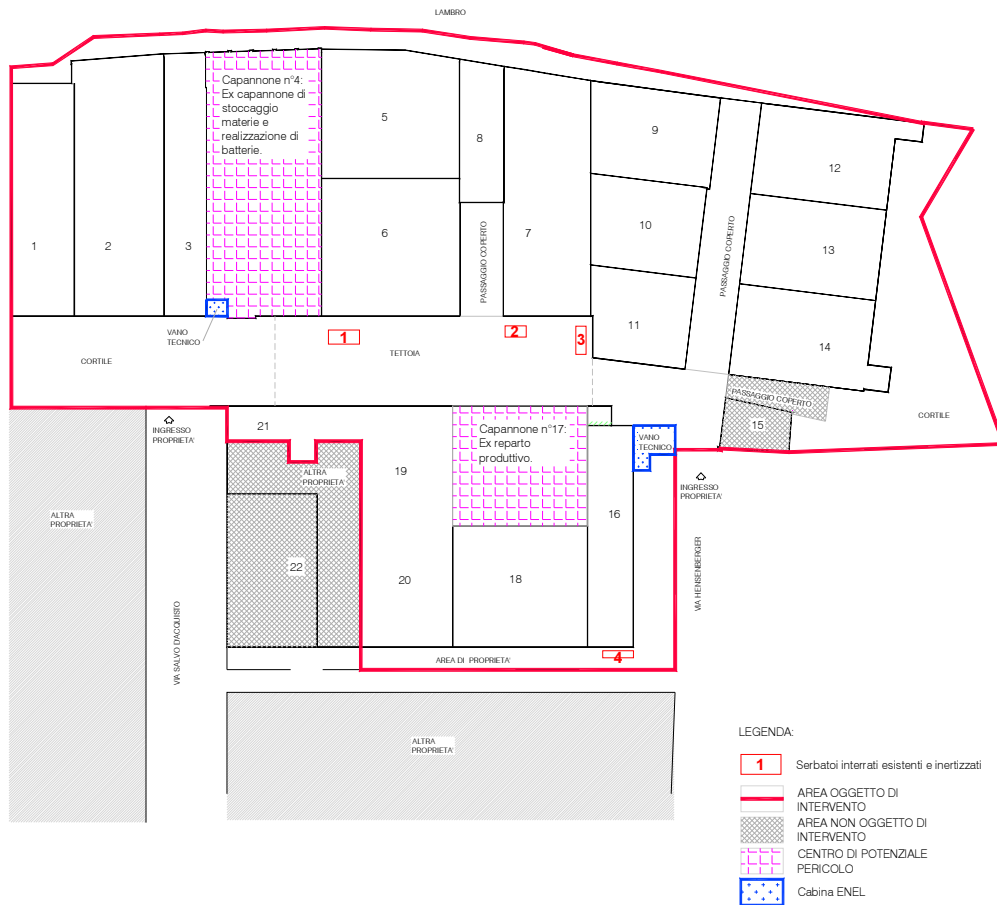 LAMBRO
Capannone n°4:
Ex capannone di
stoccaggio
materie e
realizzazione di
batterie.
5
8
9
12
1
2
3
6
7
10
13
PASSAGGIO COPERTO
PASSAGGIO COPERTO
11
14
VANO
TECNICO
1
2
3
CORTILE
TETTOIA
PASSAGGIO COPERTO
15
CORTILE
INGRESSO
PROPRIETA'
21
Capannone n°17:
Ex reparto
produttivo.
VANO
TECNICO
19
ALTRA
PROPRIETA'
INGRESSO
PROPRIETA'
ALTRA
PROPRIETA'
16
22
20
18
VIA HENSENBERGER
VIA SALVO D'ACQUISTO
AREA DI PROPRIETA'
4
ALTRA
PROPRIETA'
LEGENDA:
1 Serbatoi interrati esistenti e inertizzati
AREA OGGETTO DI
INTERVENTO
AREA NON OGGETTO DI
INTERVENTO
CENTRO DI POTENZIALE
PERICOLO
Cabina ENEL